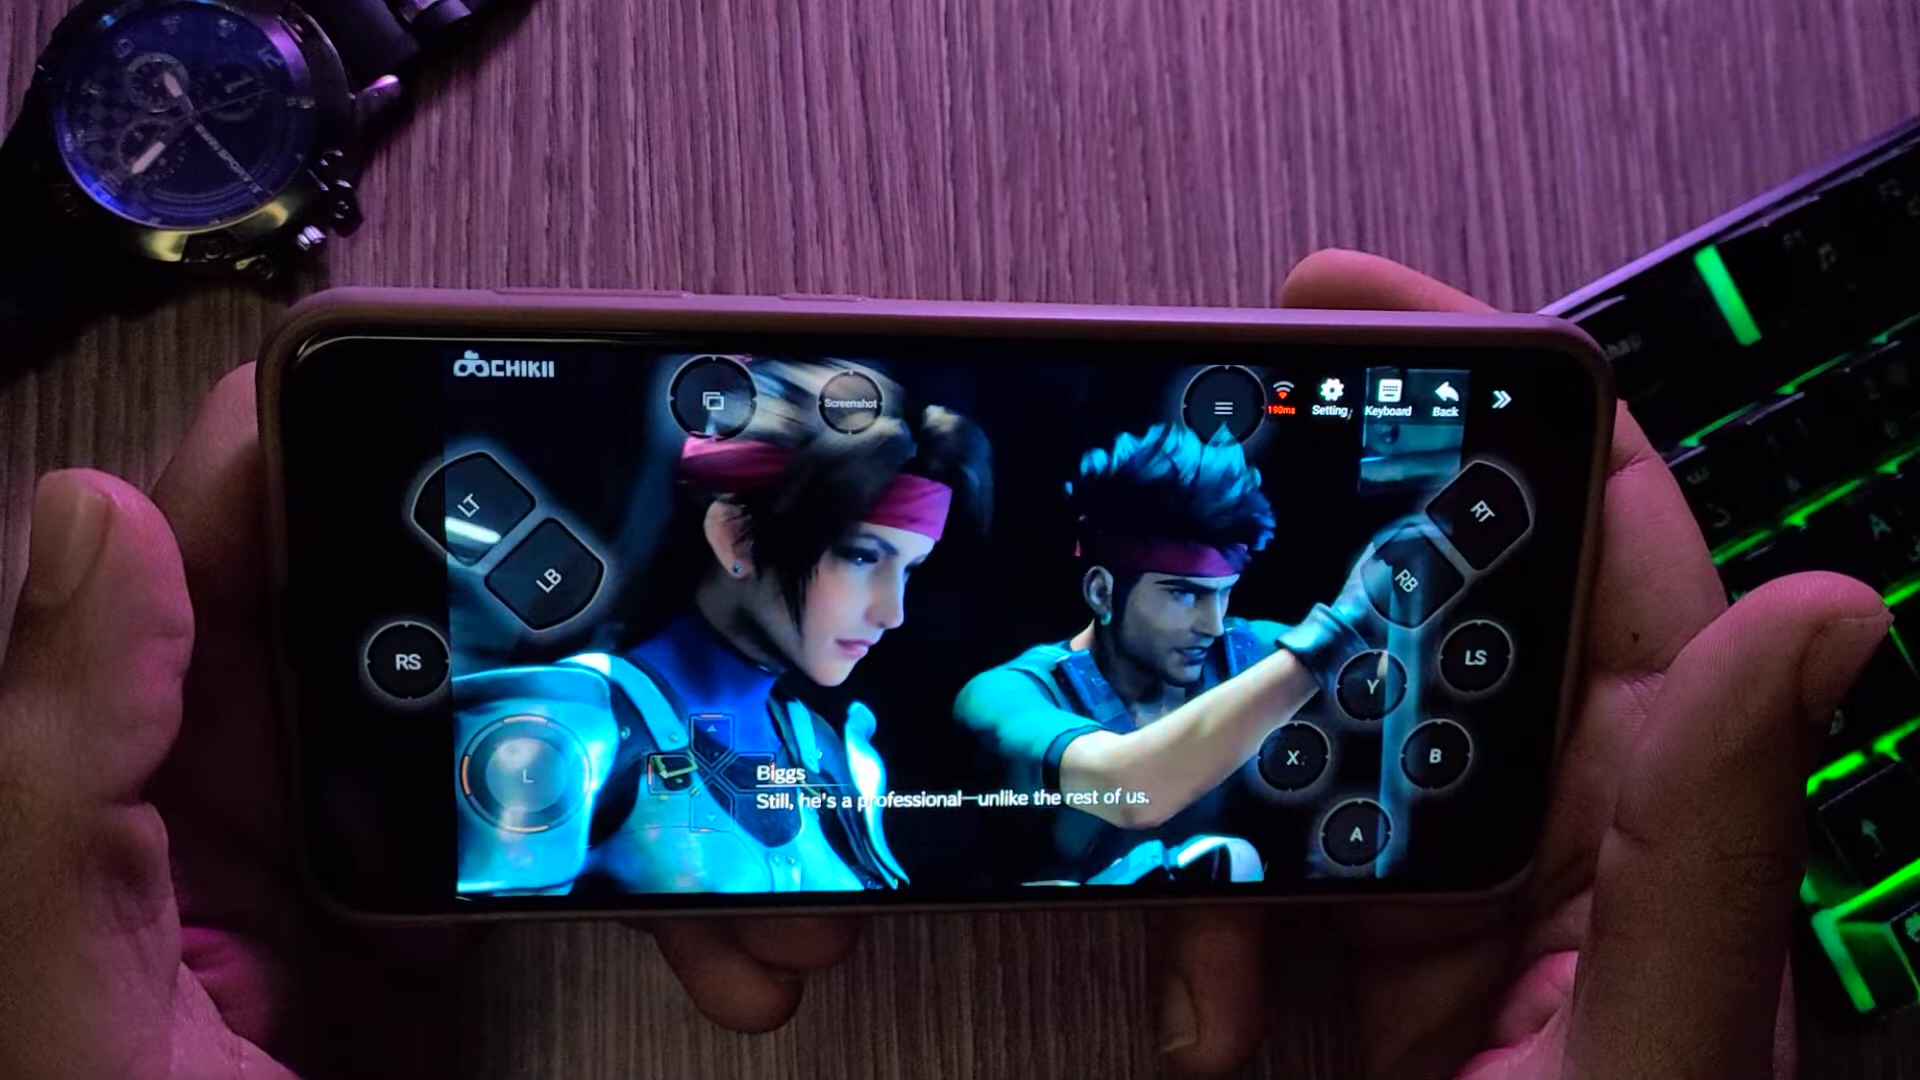 CHIKII
Screenshot
190ms
Setting
Keyboard
Back
LT
LB
RT
RB
RS
LS
Y
X
B
A
L
Biggs
Still, he's a professional—unlike the rest of us.
F1
A